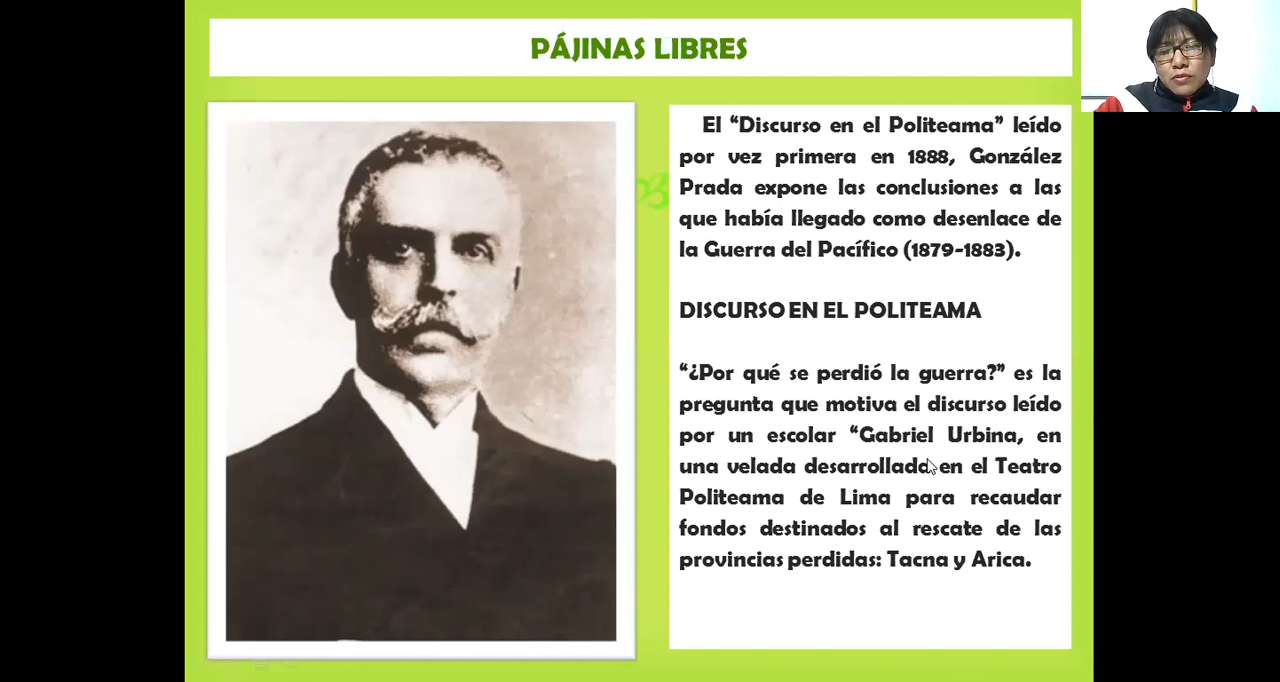 PÁJINAS LIBRES
El “Discurso en el Politeama” leído
por vez primera en 1888, González
Prada expone las conclusiones a las
que había llegado como desenlace de
la Guerra del Pacífico (1879-1883).
DISCURSO EN EL POLITEAMA
“¿Por qué se perdió la guerra?” es la
pregunta que motiva el discurso leído
por un escolar “Gabriel Urbina, en
una velada desarrollada en el Teatro
Politeama de Lima para recaudar
fondos destinados al rescate de las
provincias perdidas: Tacna y Arica.